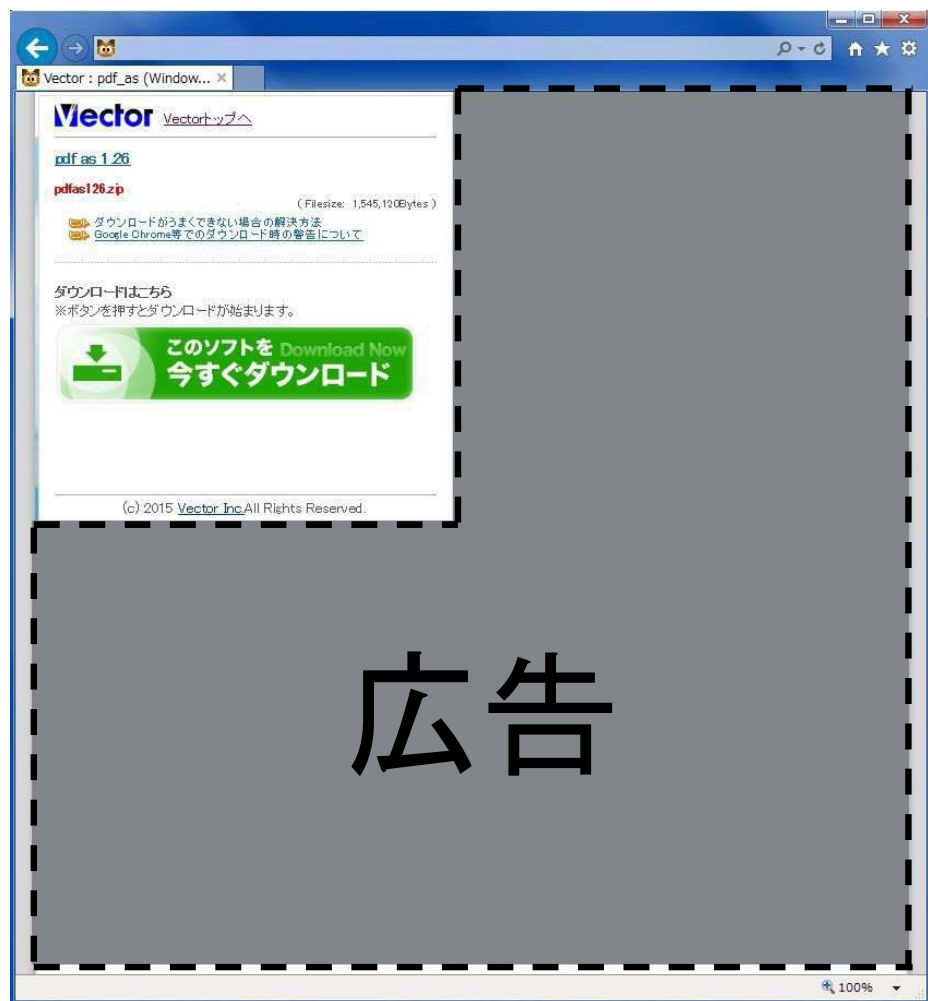 Vector : pdf_as (Window...
Vector Vectorトップへ
pdf as 1.26
pdfas126.zip
(Filesize: 1,545,120Bytes)
ダウンロードがうまくできない場合の解決方法
Google Chrome等でのダウンロード時の警告について
ダウンロードはこちら
※ボタンを押すとダウンロードが始まります。
このソフトを Download Now
今すぐダウンロード
(c) 2015 Vector Inc.All Rights Reserved.
広告
100%